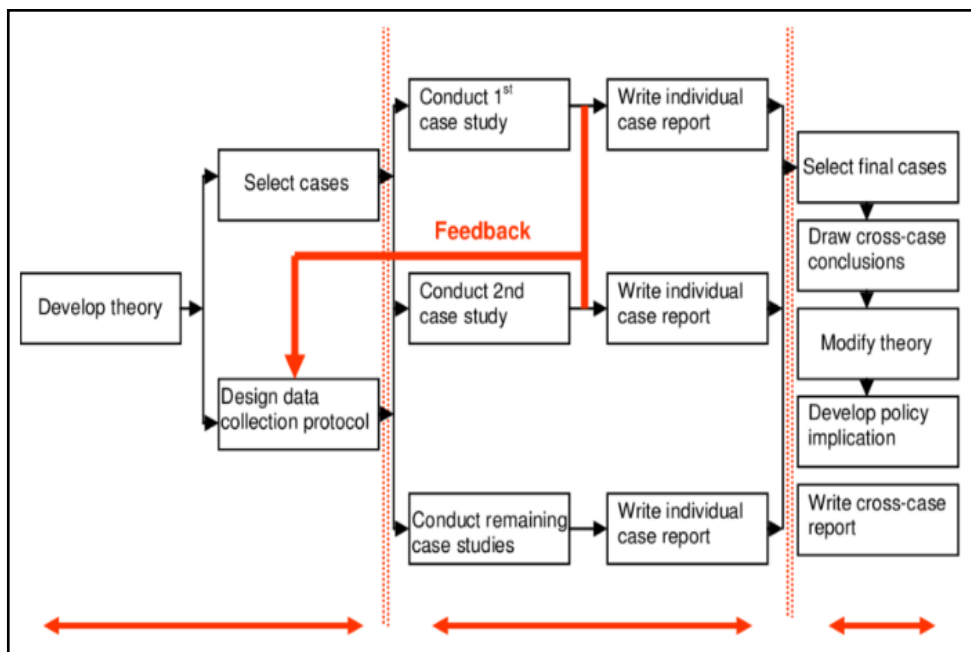 Develop theory
Select cases
Design data
collection protocol
Feedback
Conduct 1st
case study
Write individual
case report
Conduct 2nd
case study
Write individual
case report
Conduct remaining
case studies
Write individual
case report
Select final cases
Draw cross-case
conclusions
Modify theory
Develop policy
implication
Write cross-case
report